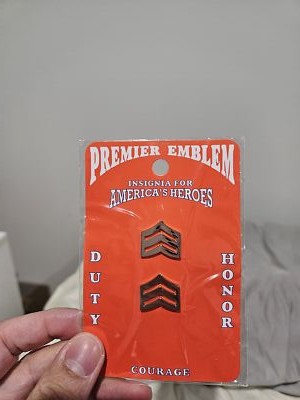 PREMIER EMBLEM
INSIGNIA FOR
AMERICA'S HEROES
DUTY
HONOR
COURAGE